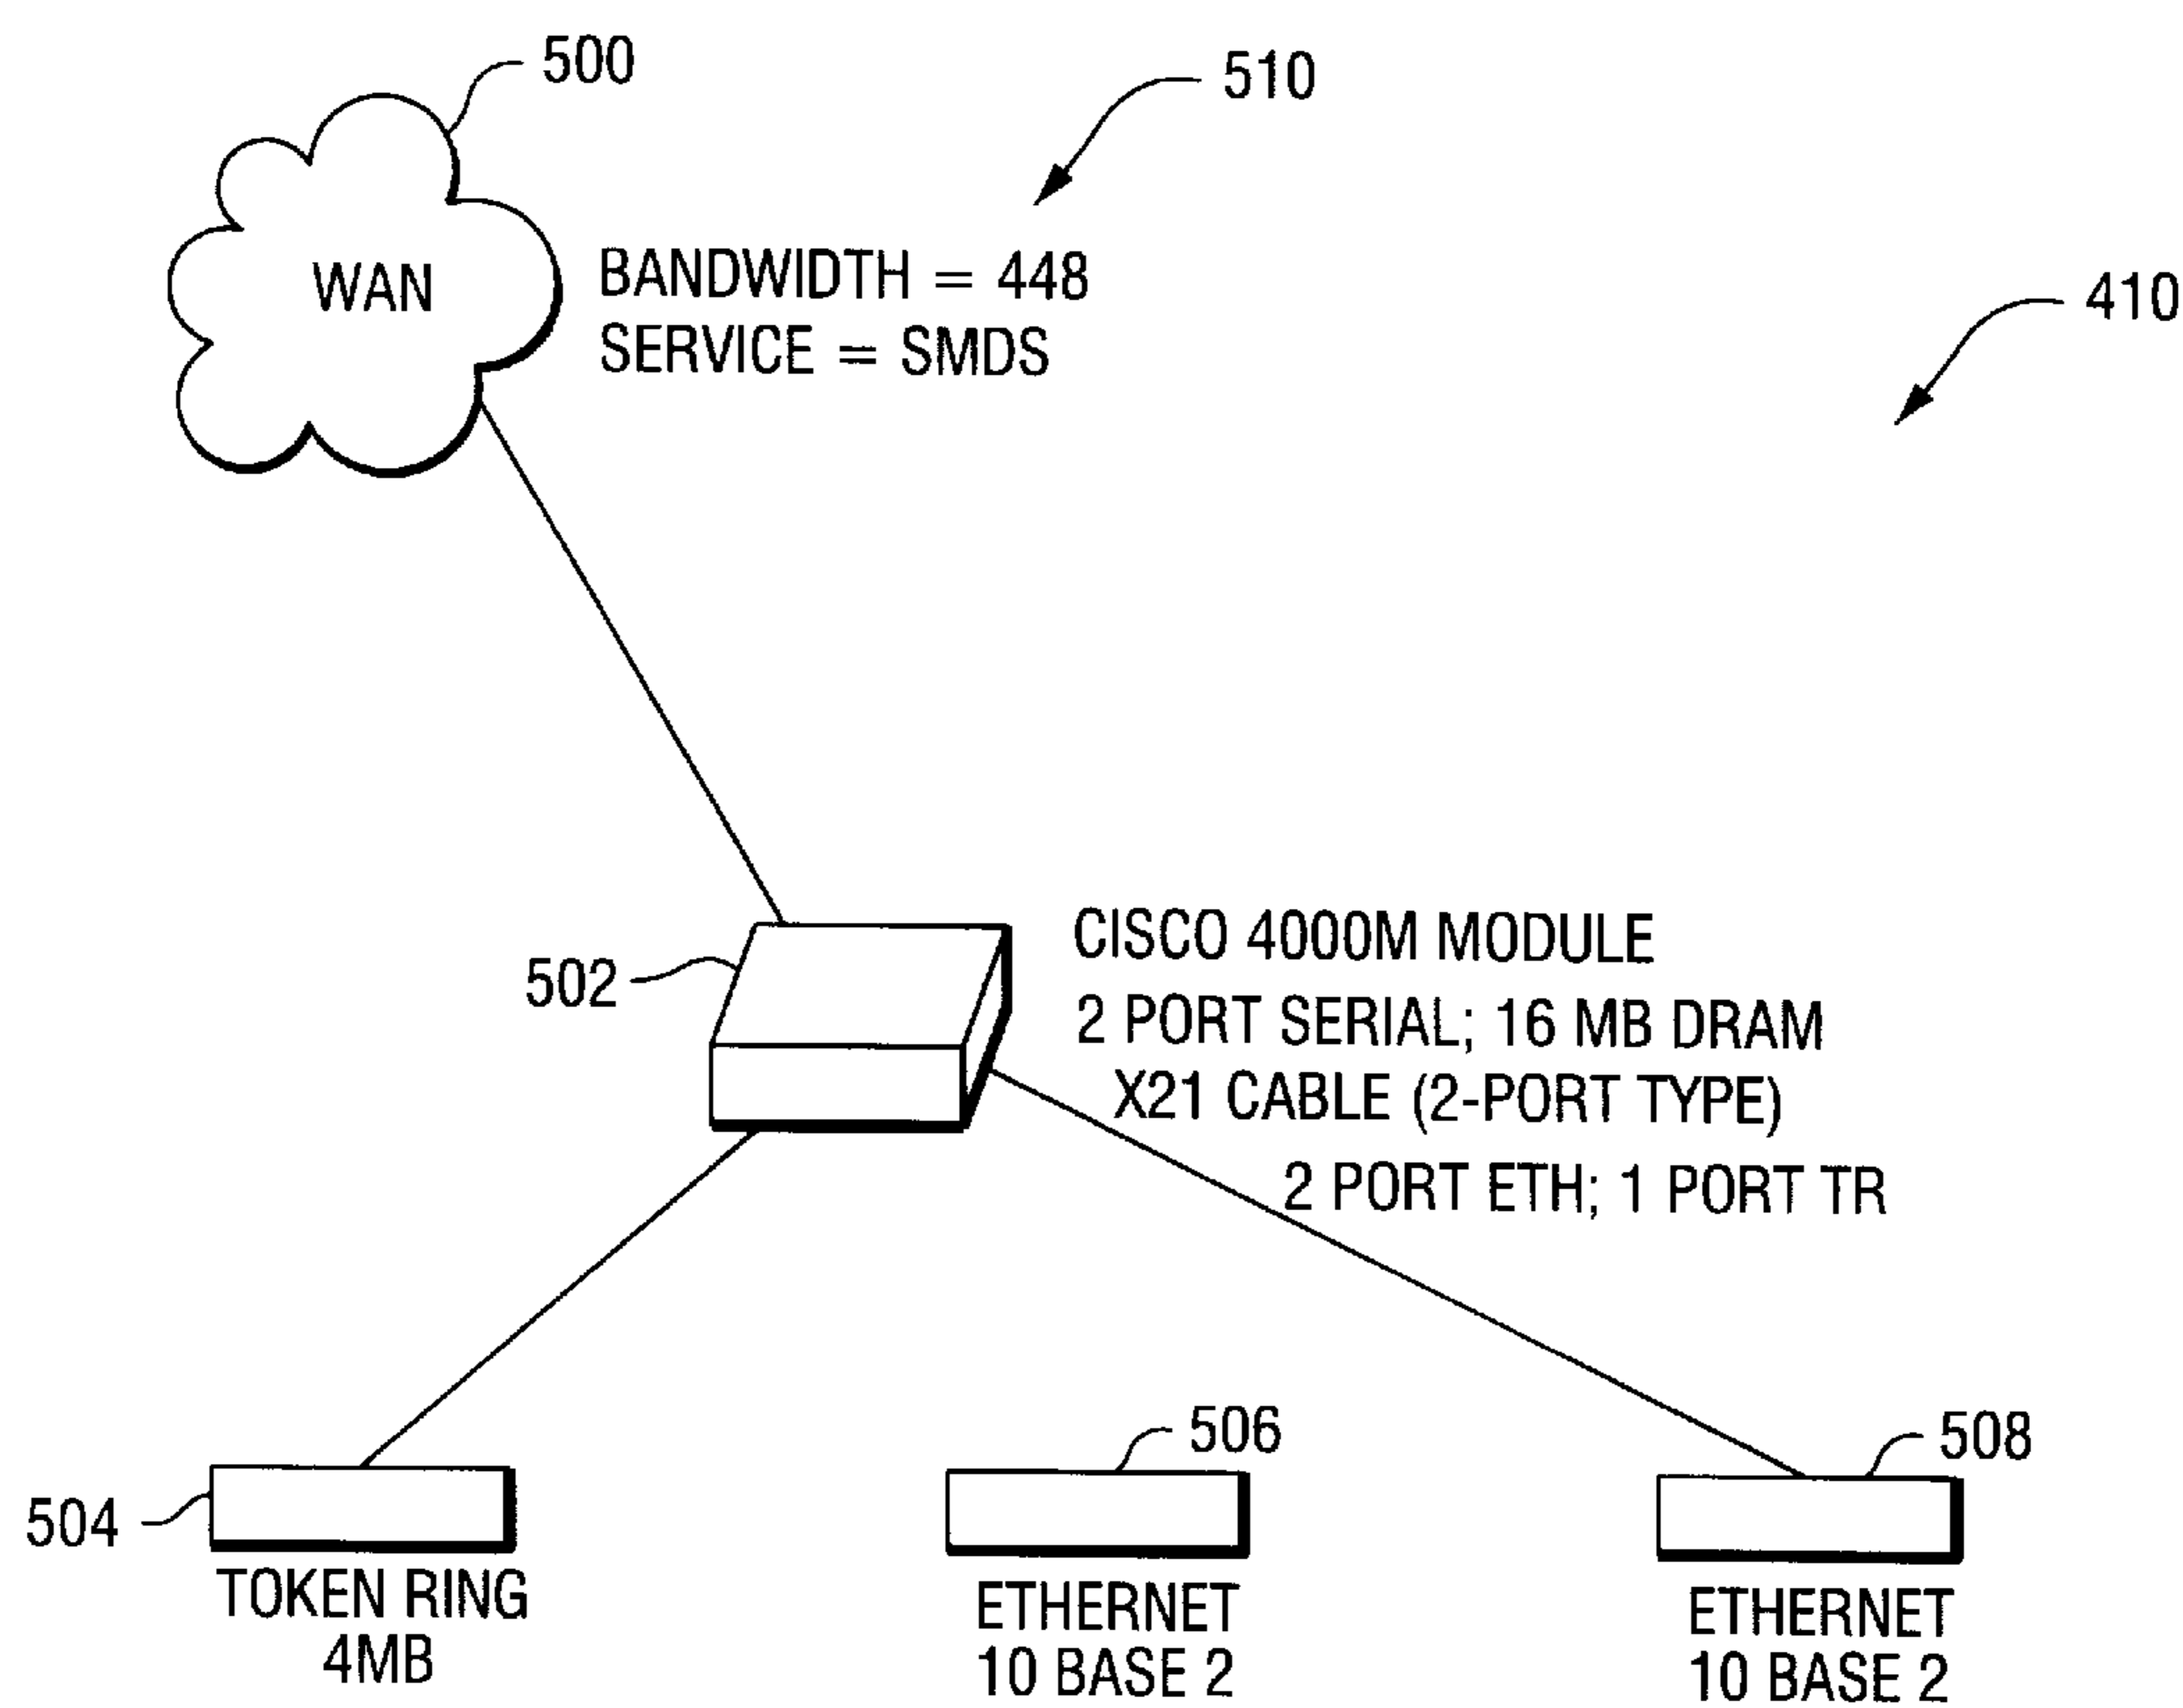 500
510
WAN
BANDWIDTH = 448
SERVICE = SMDS
410
502
CISCO 4000M MODULE
2 PORT SERIAL; 16 MB DRAM
X21 CABLE (2-PORT TYPE)
2 PORT ETH; 1 PORT TR
504
TOKEN RING
4MB
506
ETHERNET
10 BASE 2
508
ETHERNET
10 BASE 2